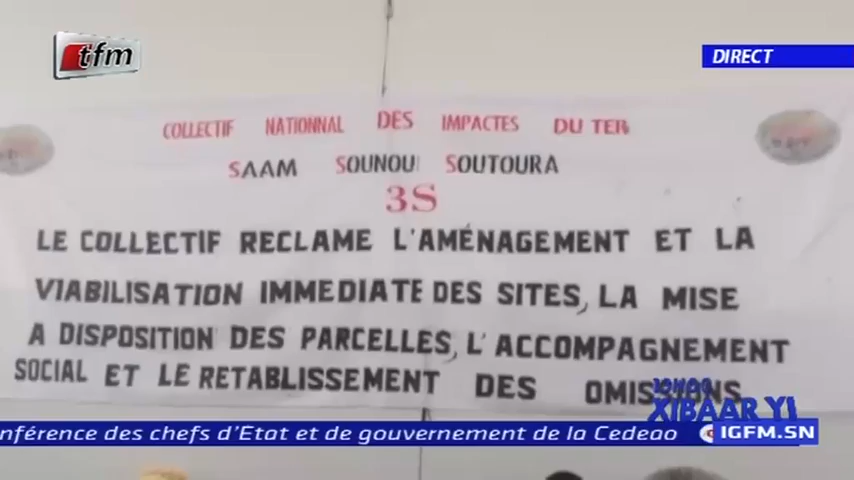 tfm
DIRECT
COLLECTIF NATIONNAL DES IMPACTES DU TER
SAAM SOUNOU SOUTOURA
3S
LE COLLECTIF RECLAME L'AMÉNAGEMENT ET LA
VIABILISATION IMMEDIATE DES SITES, LA MISE
A DISPOSITION DES PARCELLES, L'ACCOMPAGNEMENT
SOCIAL ET LE RETABLISSEMENT DES OMISSIONS
XIBAAR YI
nférence des chefs d'Etat et de gouvernement de la Cedeao
IGFM.SN